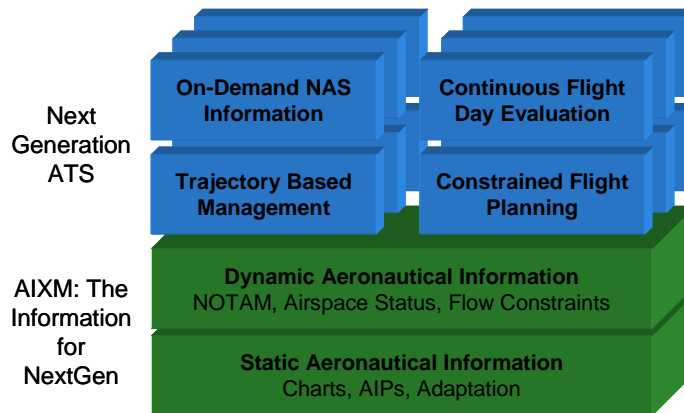 Next
Generation
ATS
On-Demand NAS
Information
Continuous Flight
Day Evaluation
Trajectory Based
Management
Constrained Flight
Planning
AIXM: The
Information
for
NextGen
Dynamic Aeronautical Information
NOTAM, Airspace Status, Flow Constraints
Static Aeronautical Information
Charts, AIPs, Adaptation